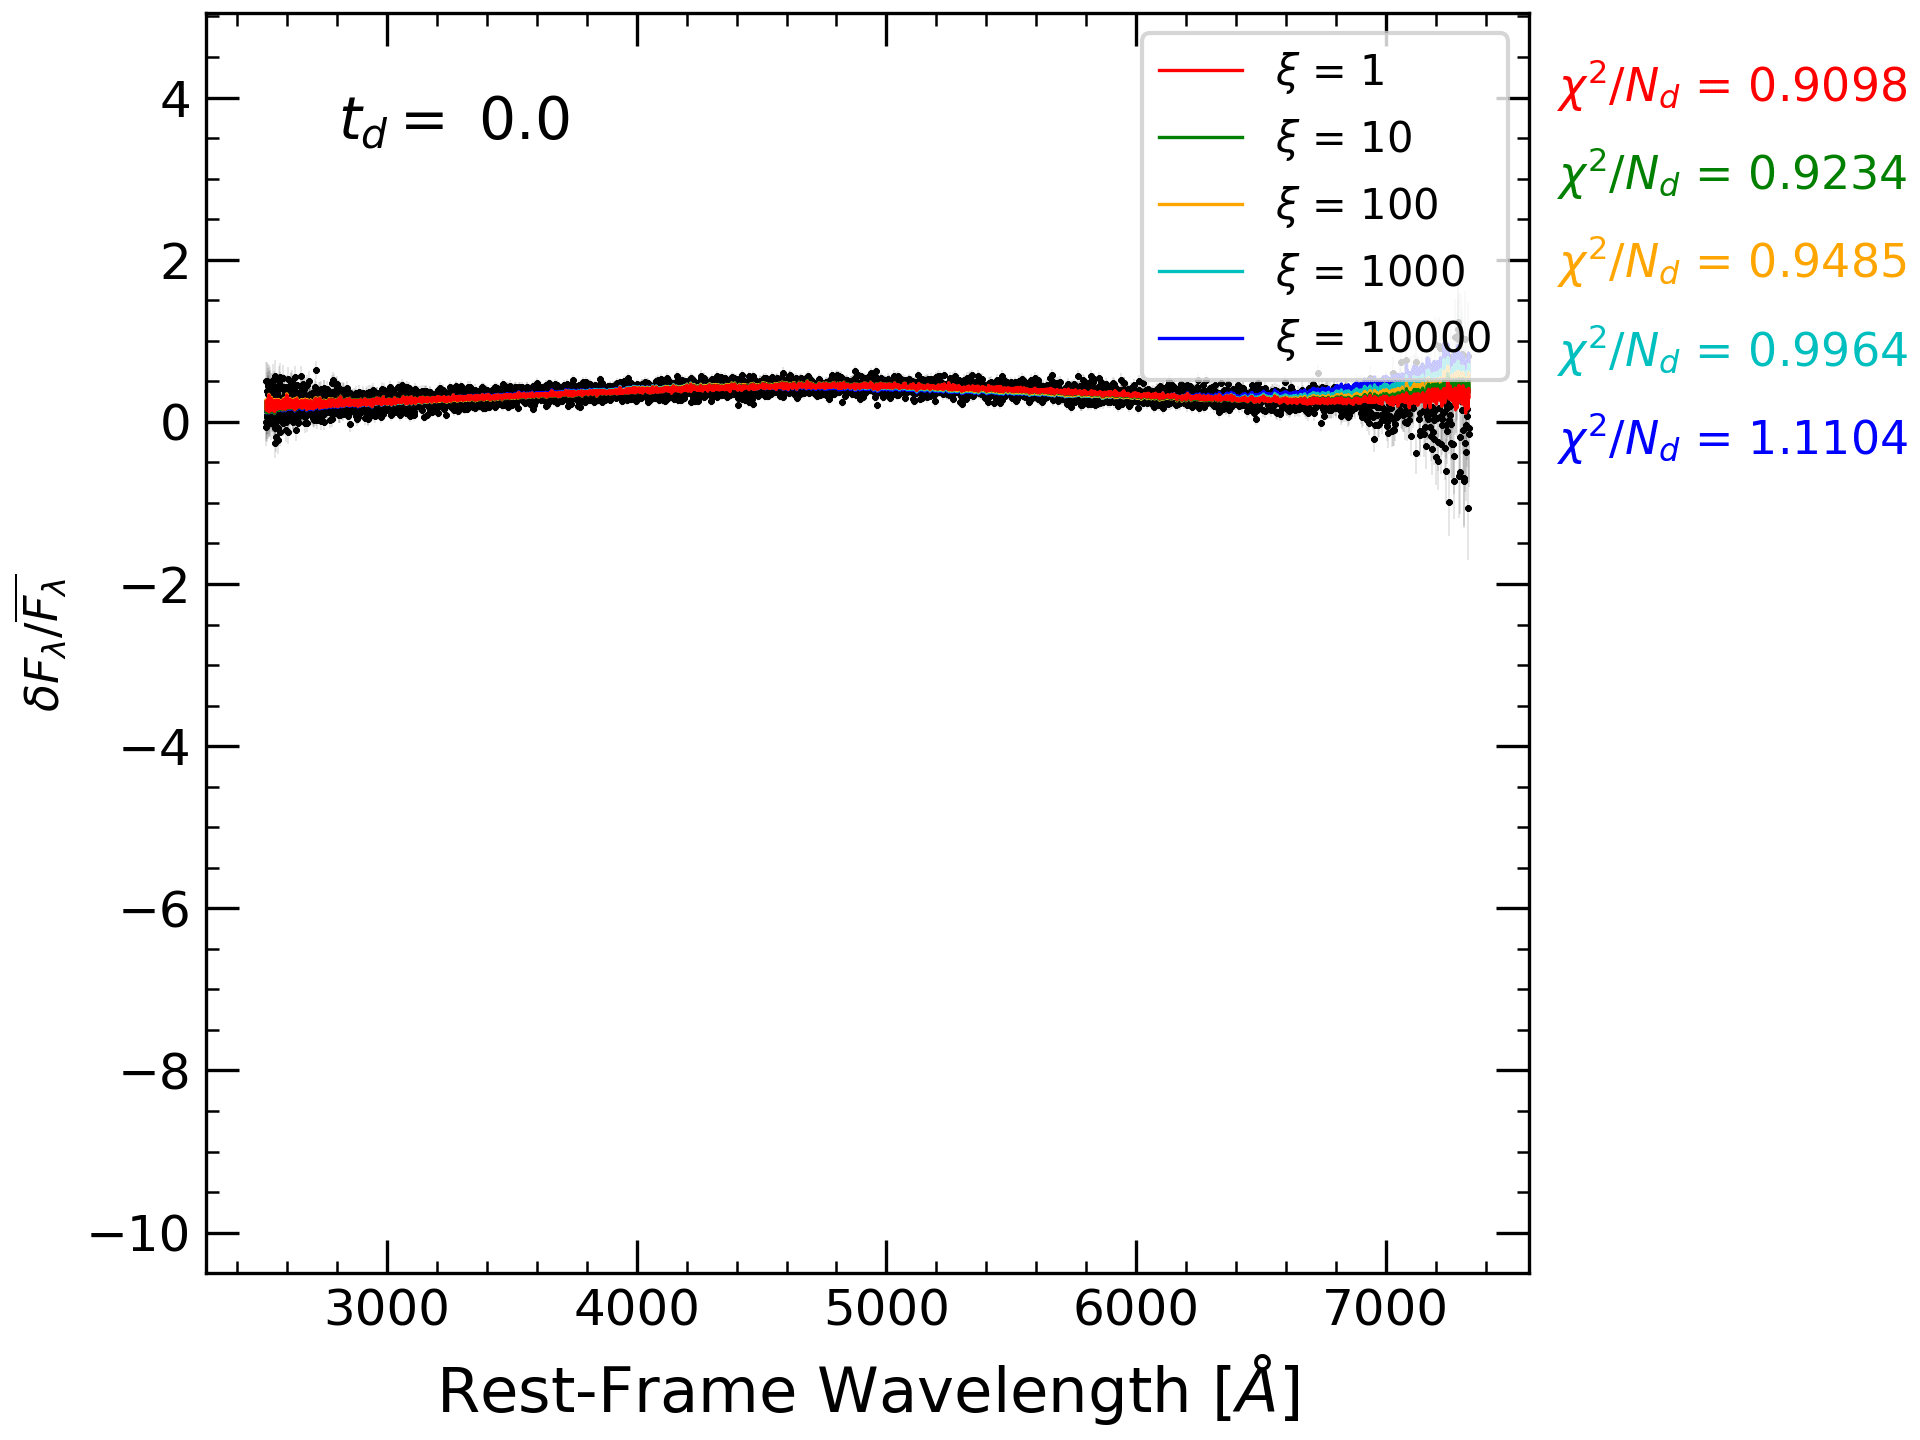 t_d = 0.0
ξ = 1
ξ = 10
ξ = 100
ξ = 1000
ξ = 10000
χ²/N_d = 0.9098
χ²/N_d = 0.9234
χ²/N_d = 0.9485
χ²/N_d = 0.9964
χ²/N_d = 1.1104
4
2
0
−2
−4
−6
−8
−10
δF_λ/F̅_λ
3000 4000 5000 6000 7000
Rest-Frame Wavelength [Å]